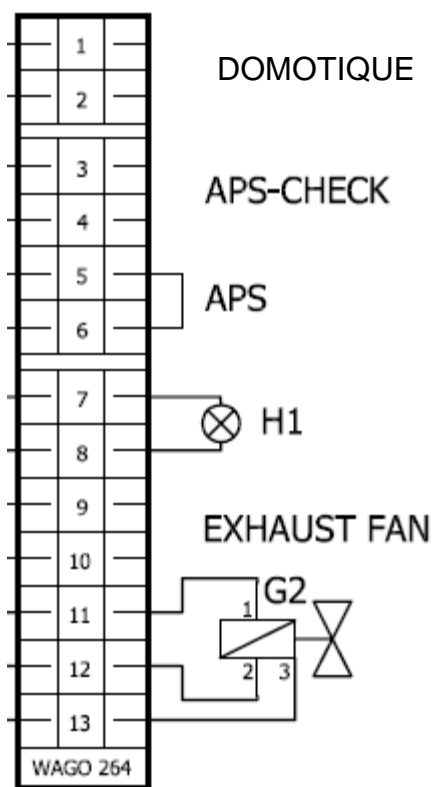 1
DOMOTIQUE
2
3
APS-CHECK
4
5
APS
6
7
H1
8
9
EXHAUST FAN
10
G2
11
1
12
2 3
13
WAGO 264